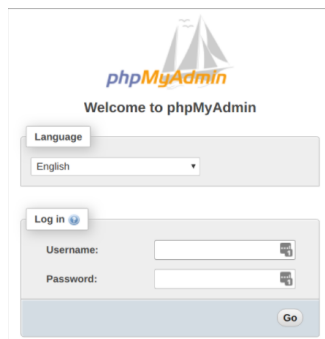 phpMyAdmin
Welcome to phpMyAdmin
Language
English
Log in
Username:
Password:
Go